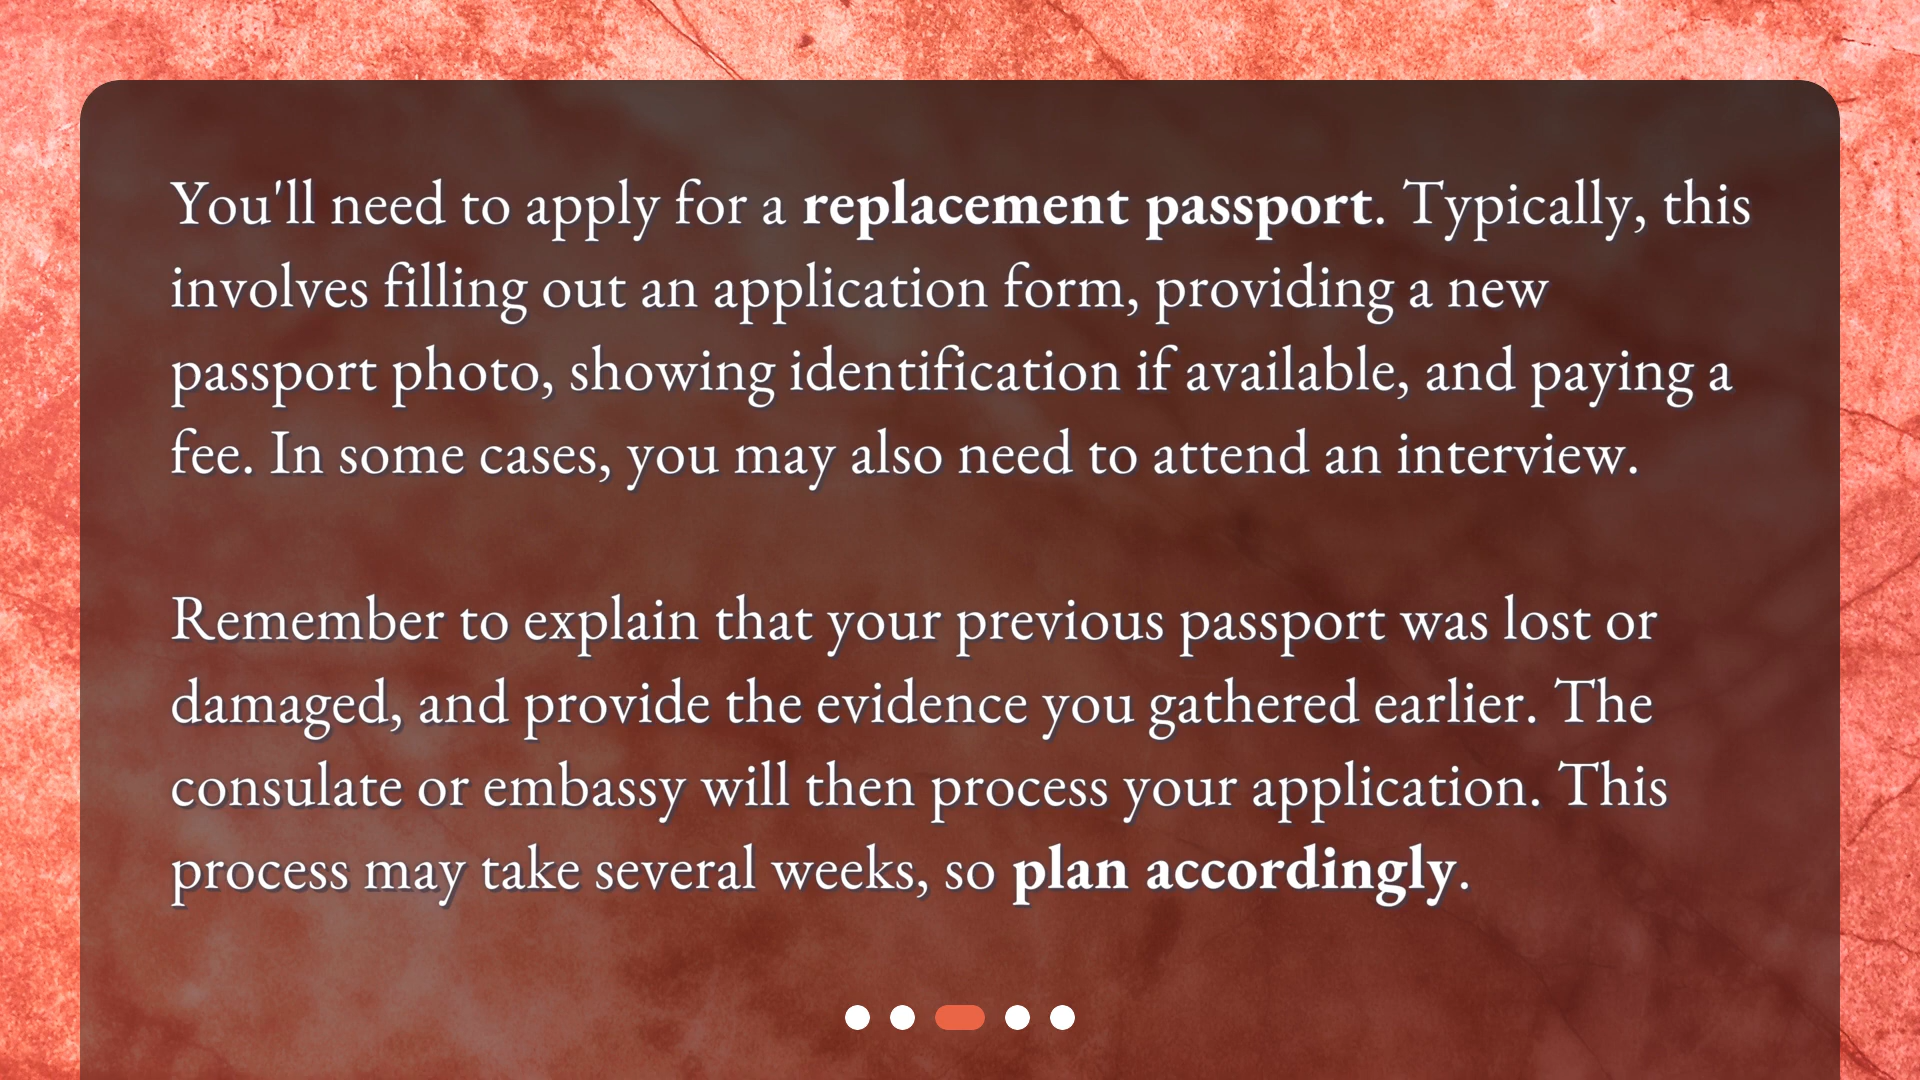 You'll need to apply for a replacement passport. Typically, this
involves filling out an application form, providing a new
passport photo, showing identification if available, and paying a
fee. In some cases, you may also need to attend an interview.
Remember to explain that your previous passport was lost or
damaged, and provide the evidence you gathered earlier. The
consulate or embassy will then process your application. This
process may take several weeks, so plan accordingly.